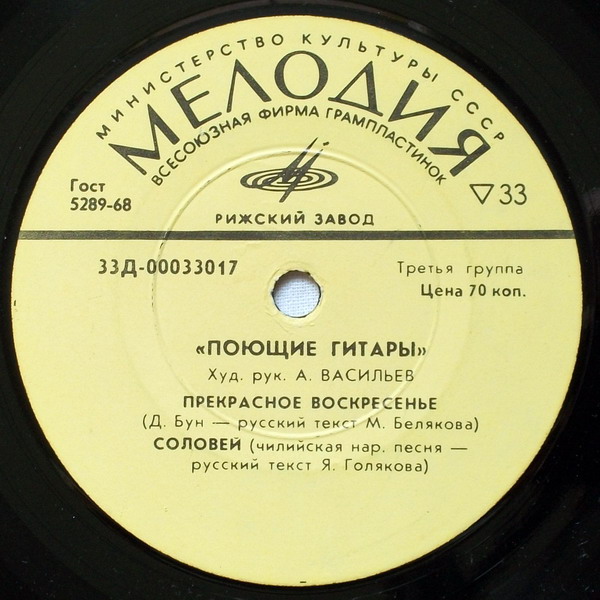 МИНИСТЕРСТВО КУЛЬТУРЫ СССР
МЕЛОДИЯ
ВСЕСОЮЗНАЯ ФИРМА ГРАМПЛАСТИНОК
Гост
5289-68
▽33
РИЖСКИЙ ЗАВОД
33Д-00033017
Третья группа
Цена 70 коп.
«ПОЮЩИЕ ГИТАРЫ»
Худ. рук. А. ВАСИЛЬЕВ
ПРЕКРАСНОЕ ВОСКРЕСЕНЬЕ
(Д. Бун — русский текст М. Белякова)
СОЛОВЕЙ (чилийская нар. песня —
русский текст Я. Голякова)